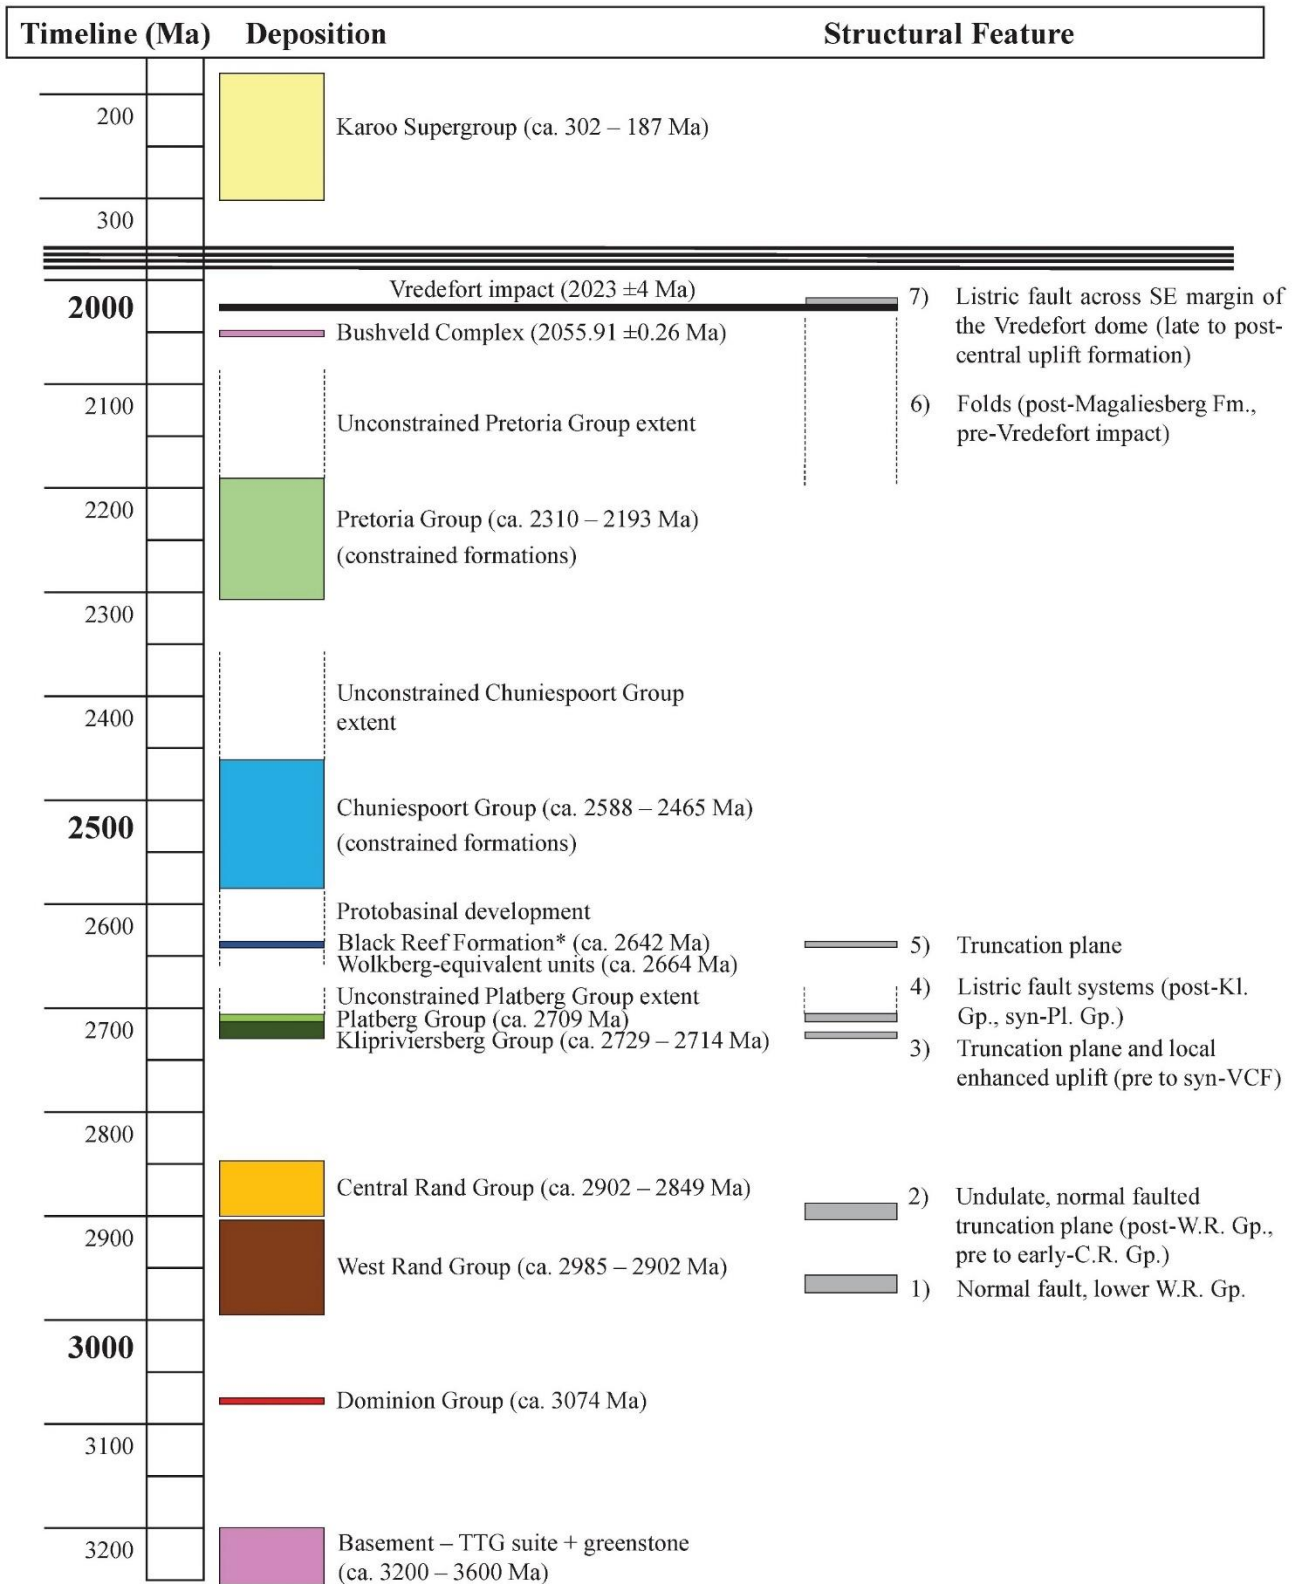 Timeline (Ma) Deposition Structural Feature
200
Karoo Supergroup (ca. 302 – 187 Ma)
300
Vredefort impact (2023 ±4 Ma)
2000
7) Listric fault across SE margin of
the Vredefort dome (late to post-
central uplift formation)
Bushveld Complex (2055.91 ±0.26 Ma)
2100
6) Folds (post-Magaliesberg Fm.,
pre-Vredefort impact)
Unconstrained Pretoria Group extent
2200
Pretoria Group (ca. 2310 – 2193 Ma)
(constrained formations)
2300
Unconstrained Chuniespoort Group
extent
2400
Chuniespoort Group (ca. 2588 – 2465 Ma)
(constrained formations)
2500
Protobasinal development
2600
Black Reef Formation* (ca. 2642 Ma)
5) Truncation plane
Wolkberg-equivalent units (ca. 2664 Ma)
Unconstrained Platberg Group extent
4) Listric fault systems (post-Kl.
Gp., syn-Pl. Gp.)
Platberg Group (ca. 2709 Ma)
2700
Klipriviersberg Group (ca. 2729 – 2714 Ma)
3) Truncation plane and local
enhanced uplift (pre to syn-VCF)
2800
Central Rand Group (ca. 2902 – 2849 Ma)
2) Undulate, normal faulted
truncation plane (post-W.R. Gp.,
pre to early-C.R. Gp.)
2900
West Rand Group (ca. 2985 – 2902 Ma)
1) Normal fault, lower W.R. Gp.
3000
Dominion Group (ca. 3074 Ma)
3100
3200
Basement – TTG suite + greenstone
(ca. 3200 – 3600 Ma)